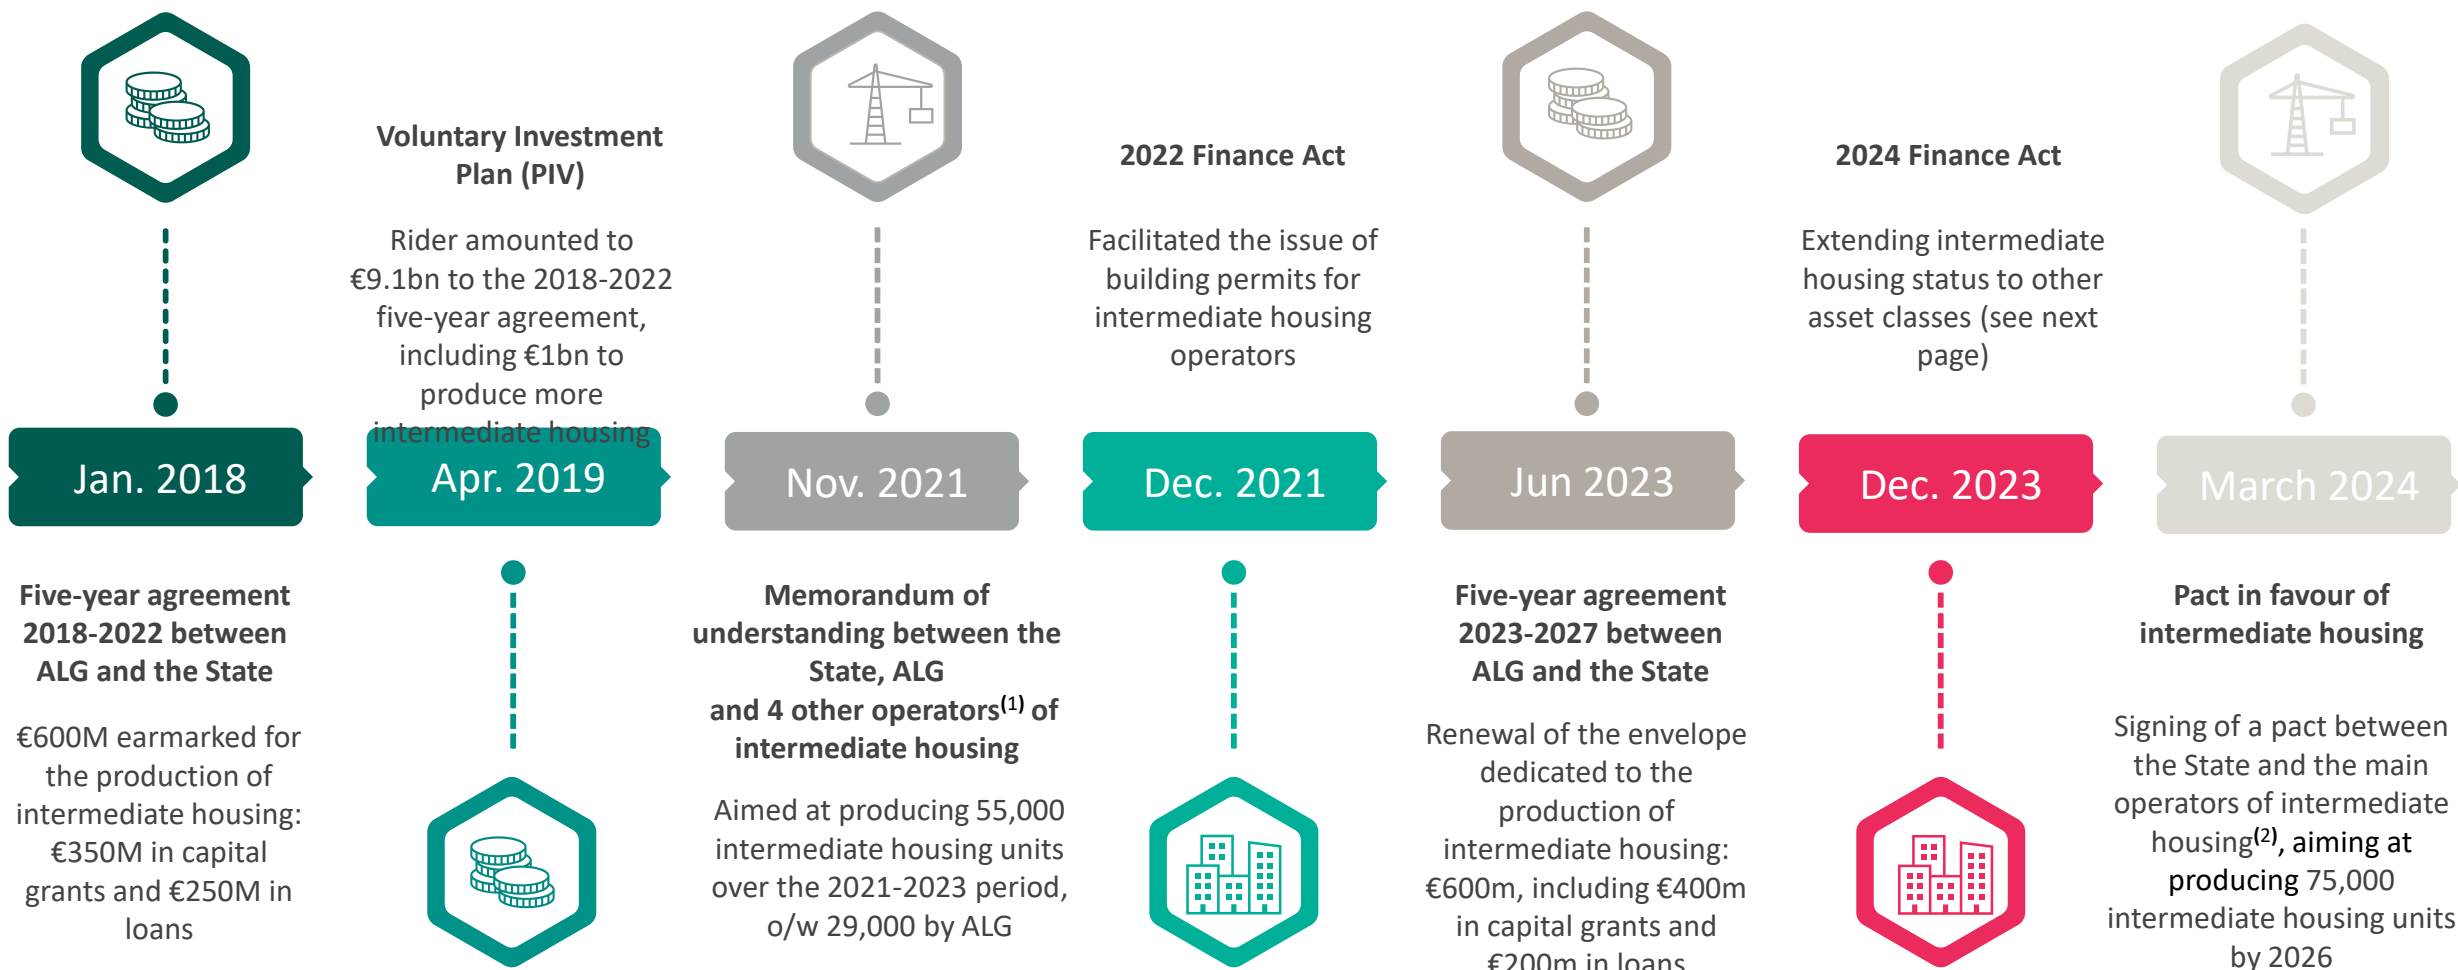 Voluntary Investment
Plan (PIV)
Rider amounted to
€9.1bn to the 2018-2022
five-year agreement,
including €1bn to
produce more
intermediate housing
2022 Finance Act
Facilitated the issue of
building permits for
intermediate housing
operators
2024 Finance Act
Extending intermediate
housing status to other
asset classes (see next
page)
Jan. 2018
Apr. 2019
Nov. 2021
Dec. 2021
Jun 2023
Dec. 2023
March 2024
Five-year agreement
2018-2022 between
ALG and the State
€600M earmarked for
the production of
intermediate housing:
€350M in capital
grants and €250M in
loans
Memorandum of
understanding between the
State, ALG
and 4 other operators(1) of
intermediate housing
Aimed at producing 55,000
intermediate housing units
over the 2021-2023 period,
o/w 29,000 by ALG
Five-year agreement
2023-2027 between
ALG and the State
Renewal of the envelope
dedicated to the
production of
intermediate housing:
€600m, including €400m
in capital grants and
€200m in loans
Pact in favour of
intermediate housing
Signing of a pact between
the State and the main
operators of intermediate
housing(2), aiming at
producing 75,000
intermediate housing units
by 2026